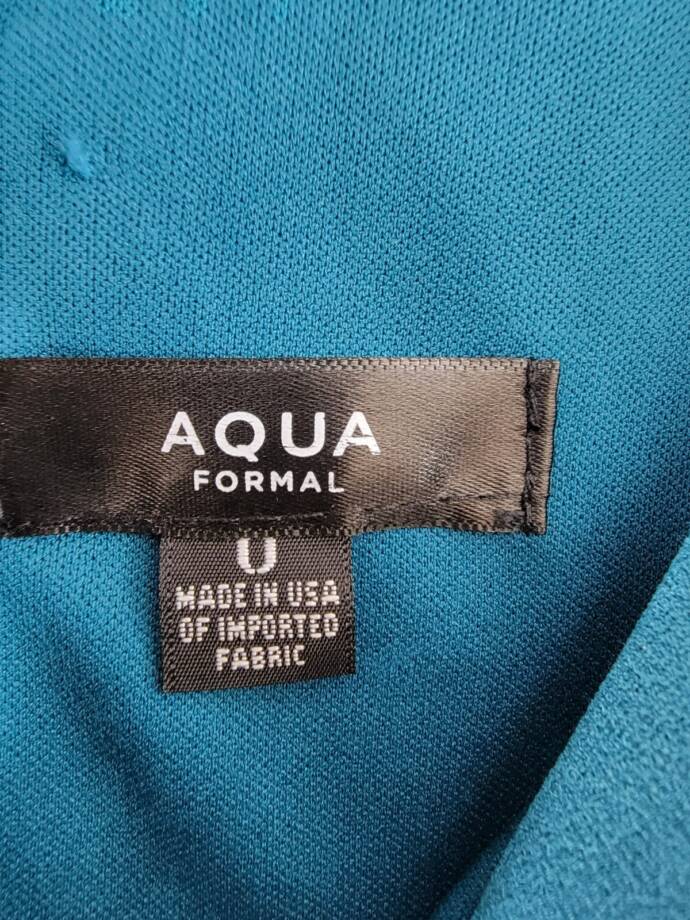 AQUA
FORMAL
MADE IN USA
OF IMPORTED
FABRIC